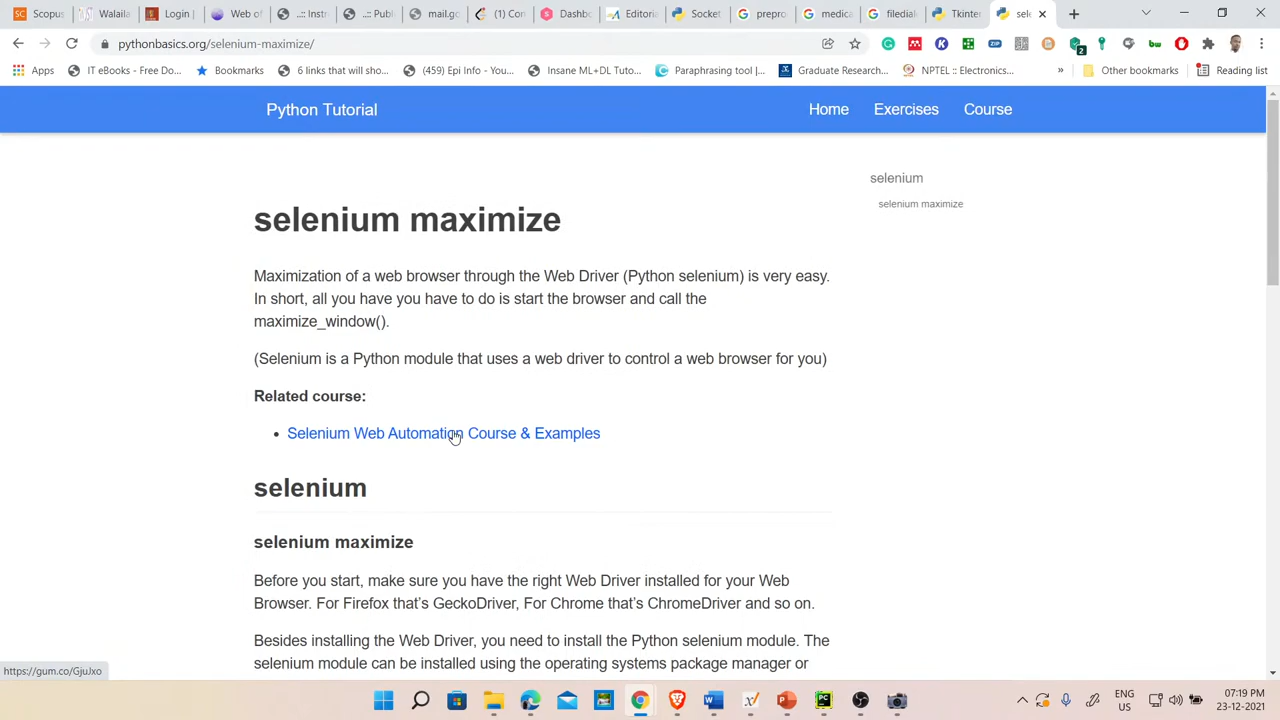 Scopus
Walaila
Login |
Web of
.::: Instr
.::: Publ
mail.go
(1) Con
Dashbo
Editoria
Socket
prepro
medic
filedial
Tkinter
sele
pythonbasics.org/selenium-maximize/
Apps
IT eBooks - Free Do...
Bookmarks
6 links that will sho...
(459) Epi Info - You...
Insane ML+DL Tuto...
Paraphrasing tool |...
Graduate Research...
NPTEL :: Electronics...
»
Other bookmarks
Reading list
Python Tutorial
Home Exercises Course
selenium
selenium maximize
selenium maximize
Maximization of a web browser through the Web Driver (Python selenium) is very easy.
In short, all you have you have to do is start the browser and call the
maximize_window().
(Selenium is a Python module that uses a web driver to control a web browser for you)
Related course:
• Selenium Web Automation Course & Examples
selenium
selenium maximize
Before you start, make sure you have the right Web Driver installed for your Web
Browser. For Firefox that’s GeckoDriver, For Chrome that’s ChromeDriver and so on.
Besides installing the Web Driver, you need to install the Python selenium module. The
selenium module can be installed using the operating systems package manager or
https://gum.co/GjuJxo
ENG
US
07:19 PM
23-12-2021